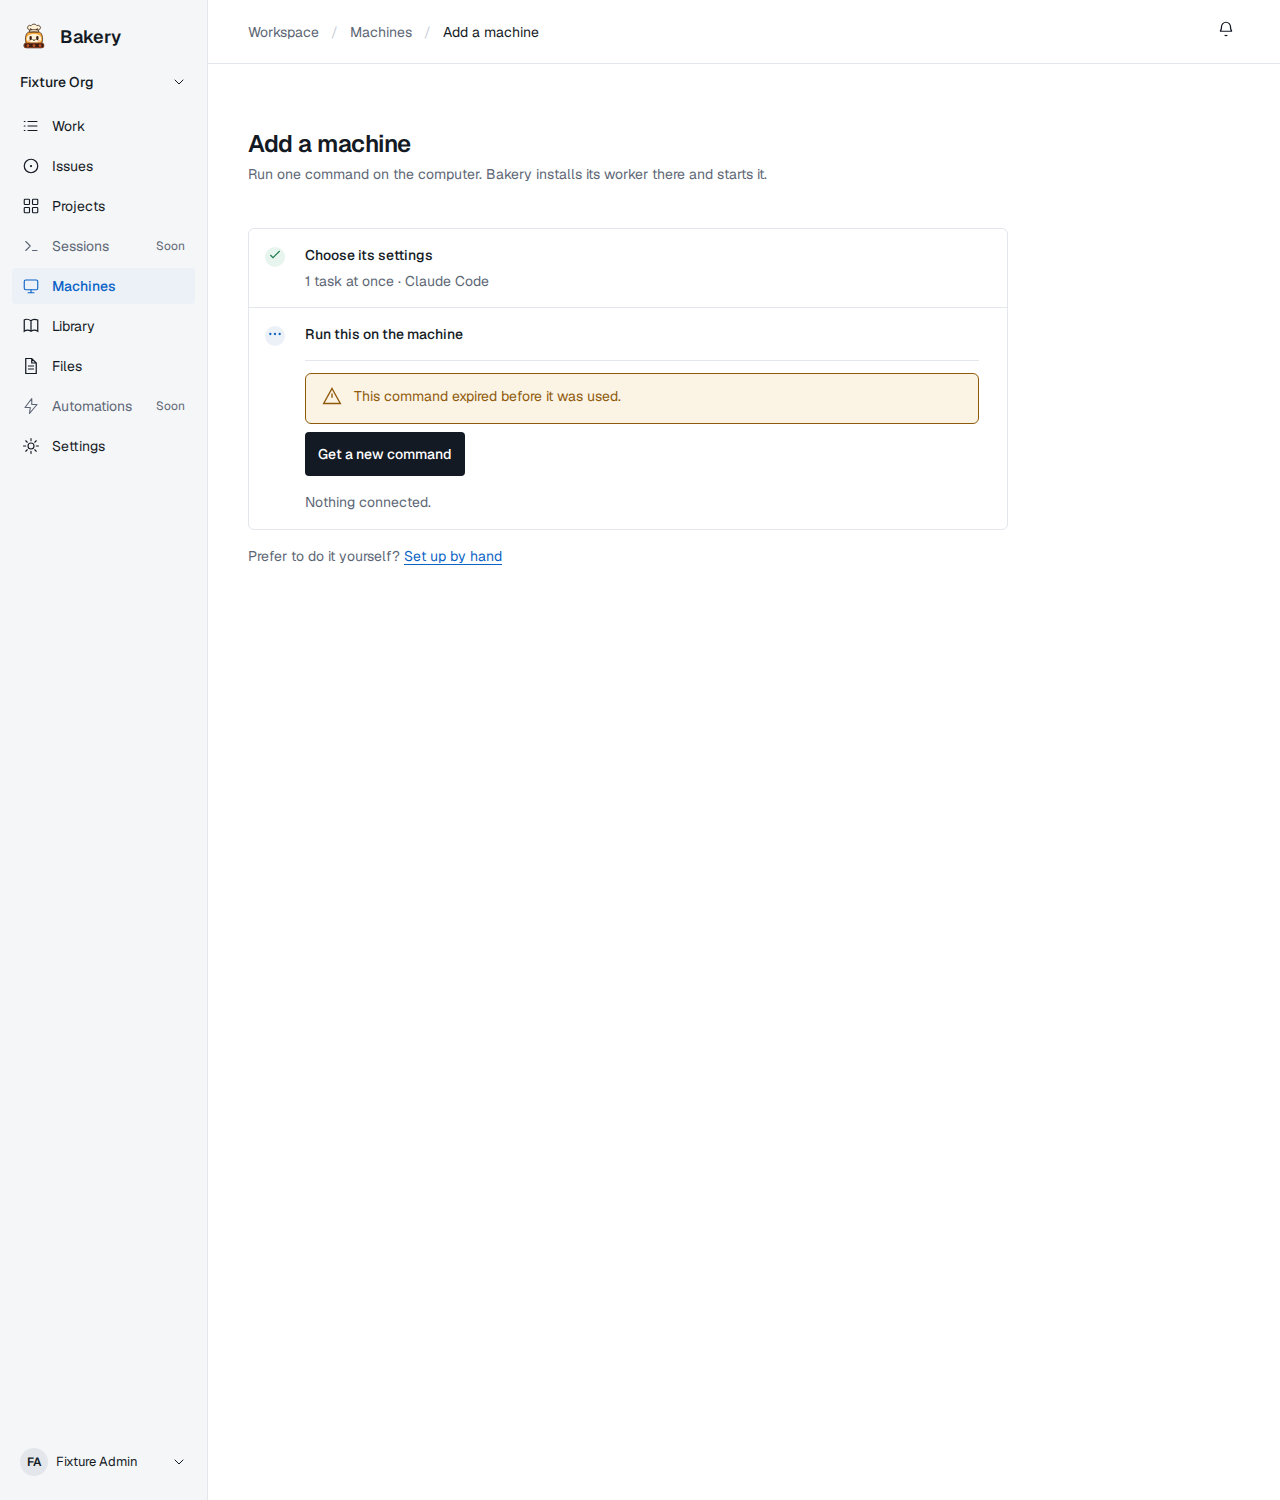 Bakery
Fixture Org
Work
Issues
Projects
Sessions Soon
Machines
Library
Files
Automations Soon
Settings
FA Fixture Admin
Workspace / Machines / Add a machine
Add a machine
Run one command on the computer. Bakery installs its worker there and starts it.
Choose its settings
1 task at once · Claude Code
Run this on the machine
This command expired before it was used.
Get a new command
Nothing connected.
Prefer to do it yourself? Set up by hand